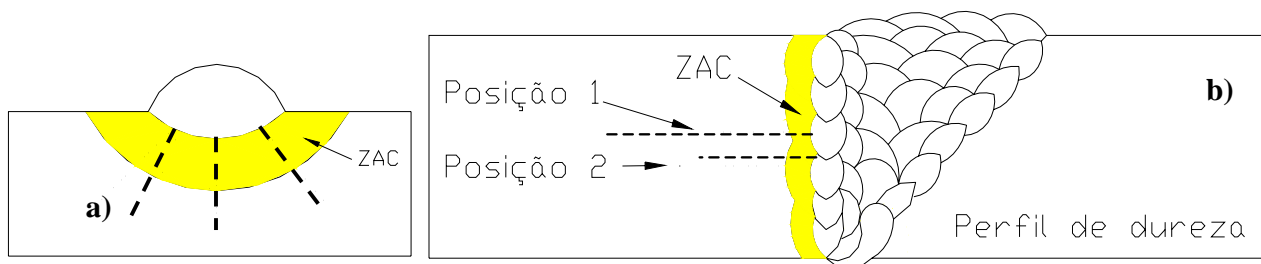 ZAC
a)
ZAC
b)
Posição 1
Posição 2
Perfil de dureza